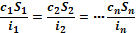 c₁S₁/i₁ = c₂S₂/i₂ = ⋯ cₙSₙ/iₙ